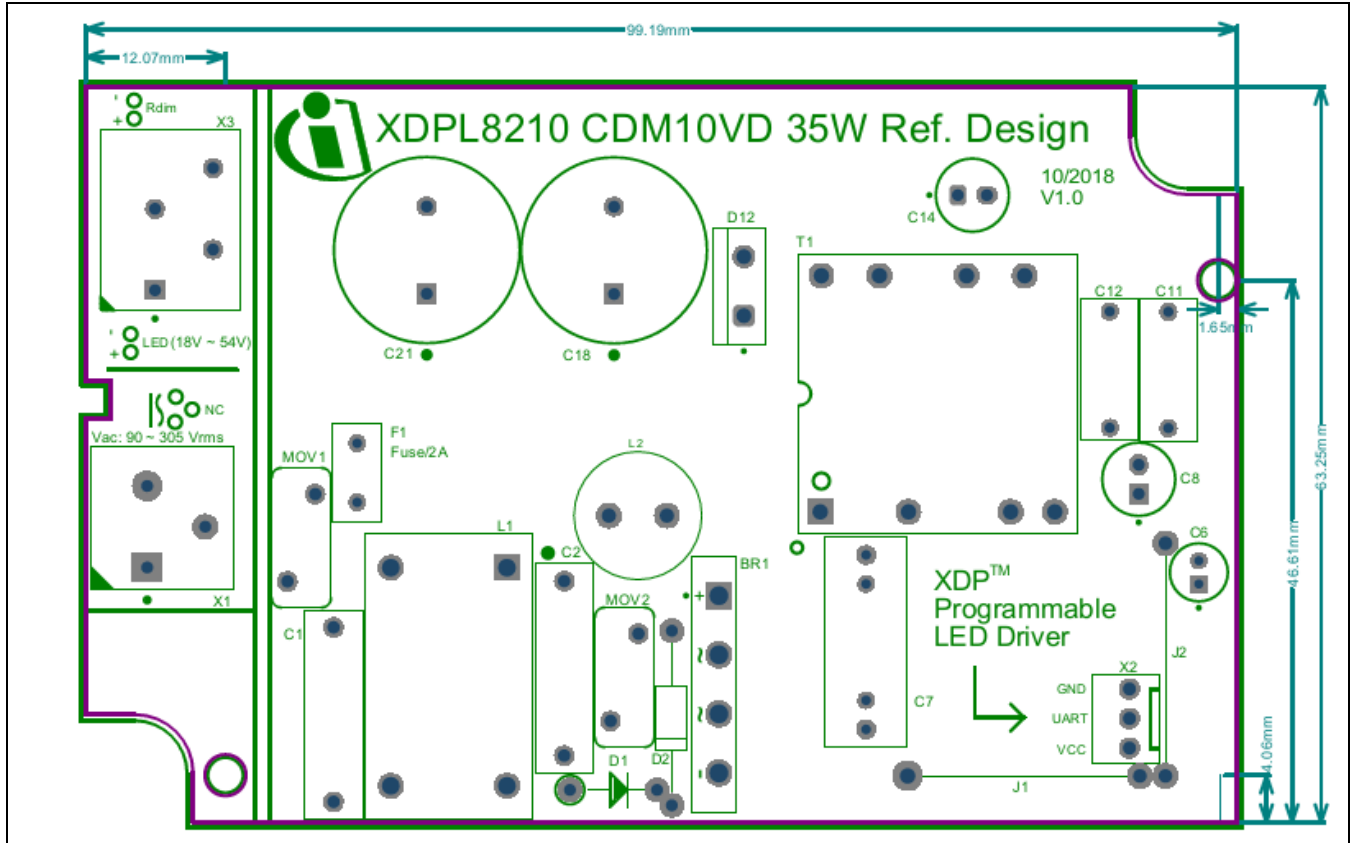 99.19mm
12.07mm
- Rdim
+
X3
XDPL8210 CDM10VD 35W Ref. Design
10/2018
V1.0
C14
D12
T1
C12
C11
C21
C18
1.65mm
- LED (18V ~ 54V)
+
NC
Vac: 90 ~ 305 Vrms
F1
Fuse/2A
MOV1
L2
C8
63.25mm
46.61mm
L1
C2
BR1
+
C6
X1
MOV2
XDP™
Programmable
LED Driver
C1
~
J2
X2
GND
C7
UART
~
VCC
D1
D2
-
4.06mm
J1